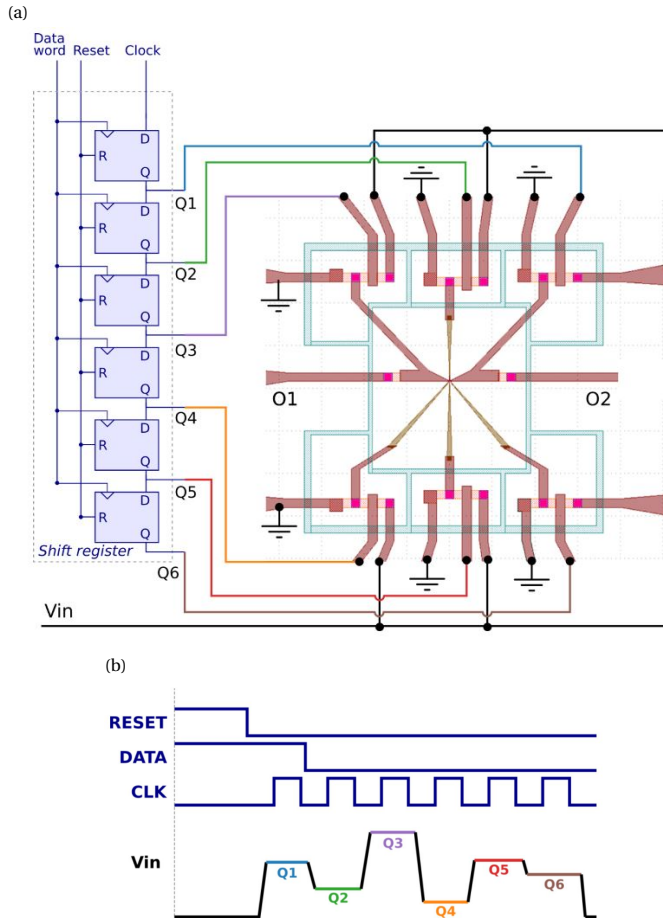 (a)
Data word
Reset
Clock
D
R
Q
Q1
D
R
Q
Q2
D
R
Q
Q3
D
R
Q
Q4
D
R
Q
Q5
D
R
Q
Shift register
Q6
O1
O2
Vin
(b)
RESET
DATA
CLK
Vin
Q1
Q2
Q3
Q4
Q5
Q6